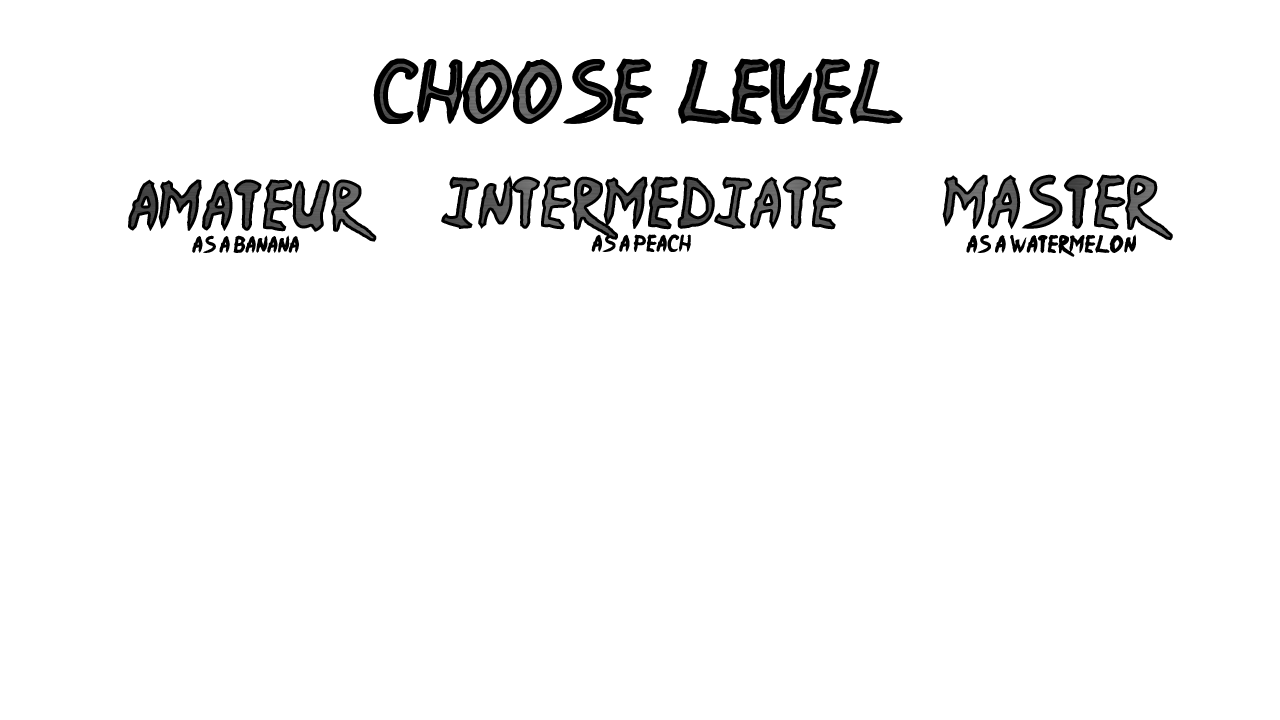 CHOOSE LEVEL
AMATEUR INTERMEDIATE MASTER
AS A BANANA AS A PEACH AS A WATERMELON